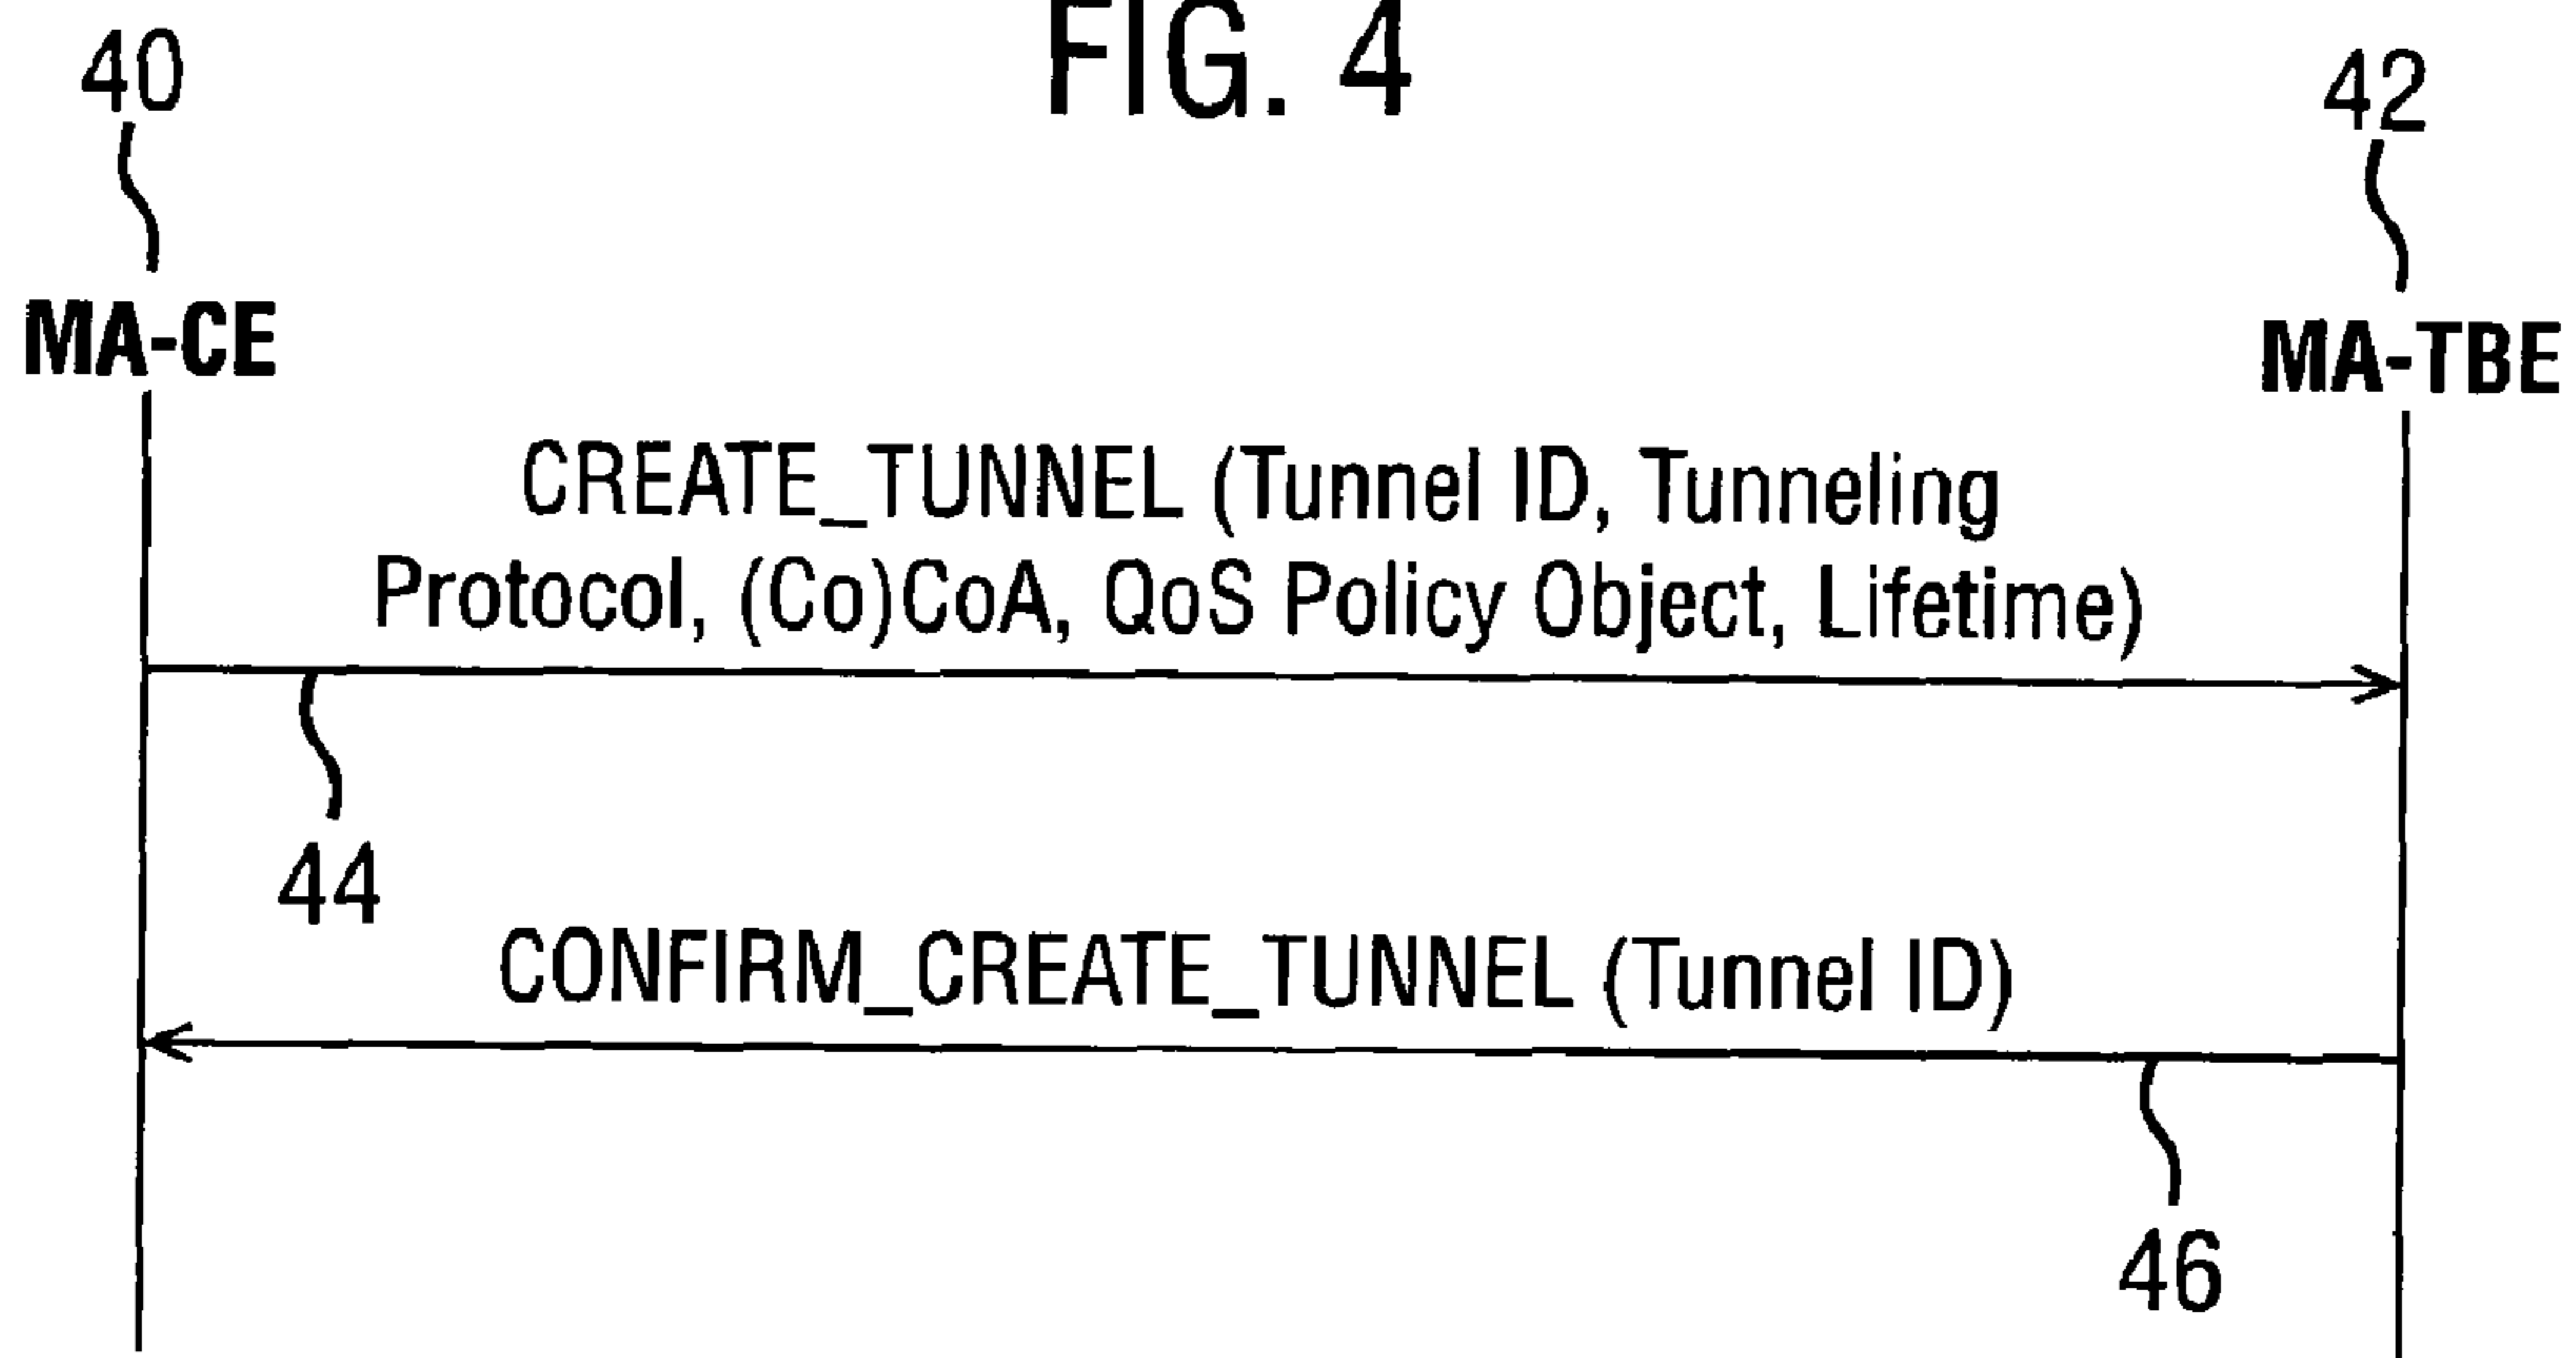 FIG. 4
40
42
MA-CE
MA-TBE
CREATE_TUNNEL (Tunnel ID, Tunneling
Protocol, (Co)CoA, QoS Policy Object, Lifetime)
44
CONFIRM_CREATE_TUNNEL (Tunnel ID)
46